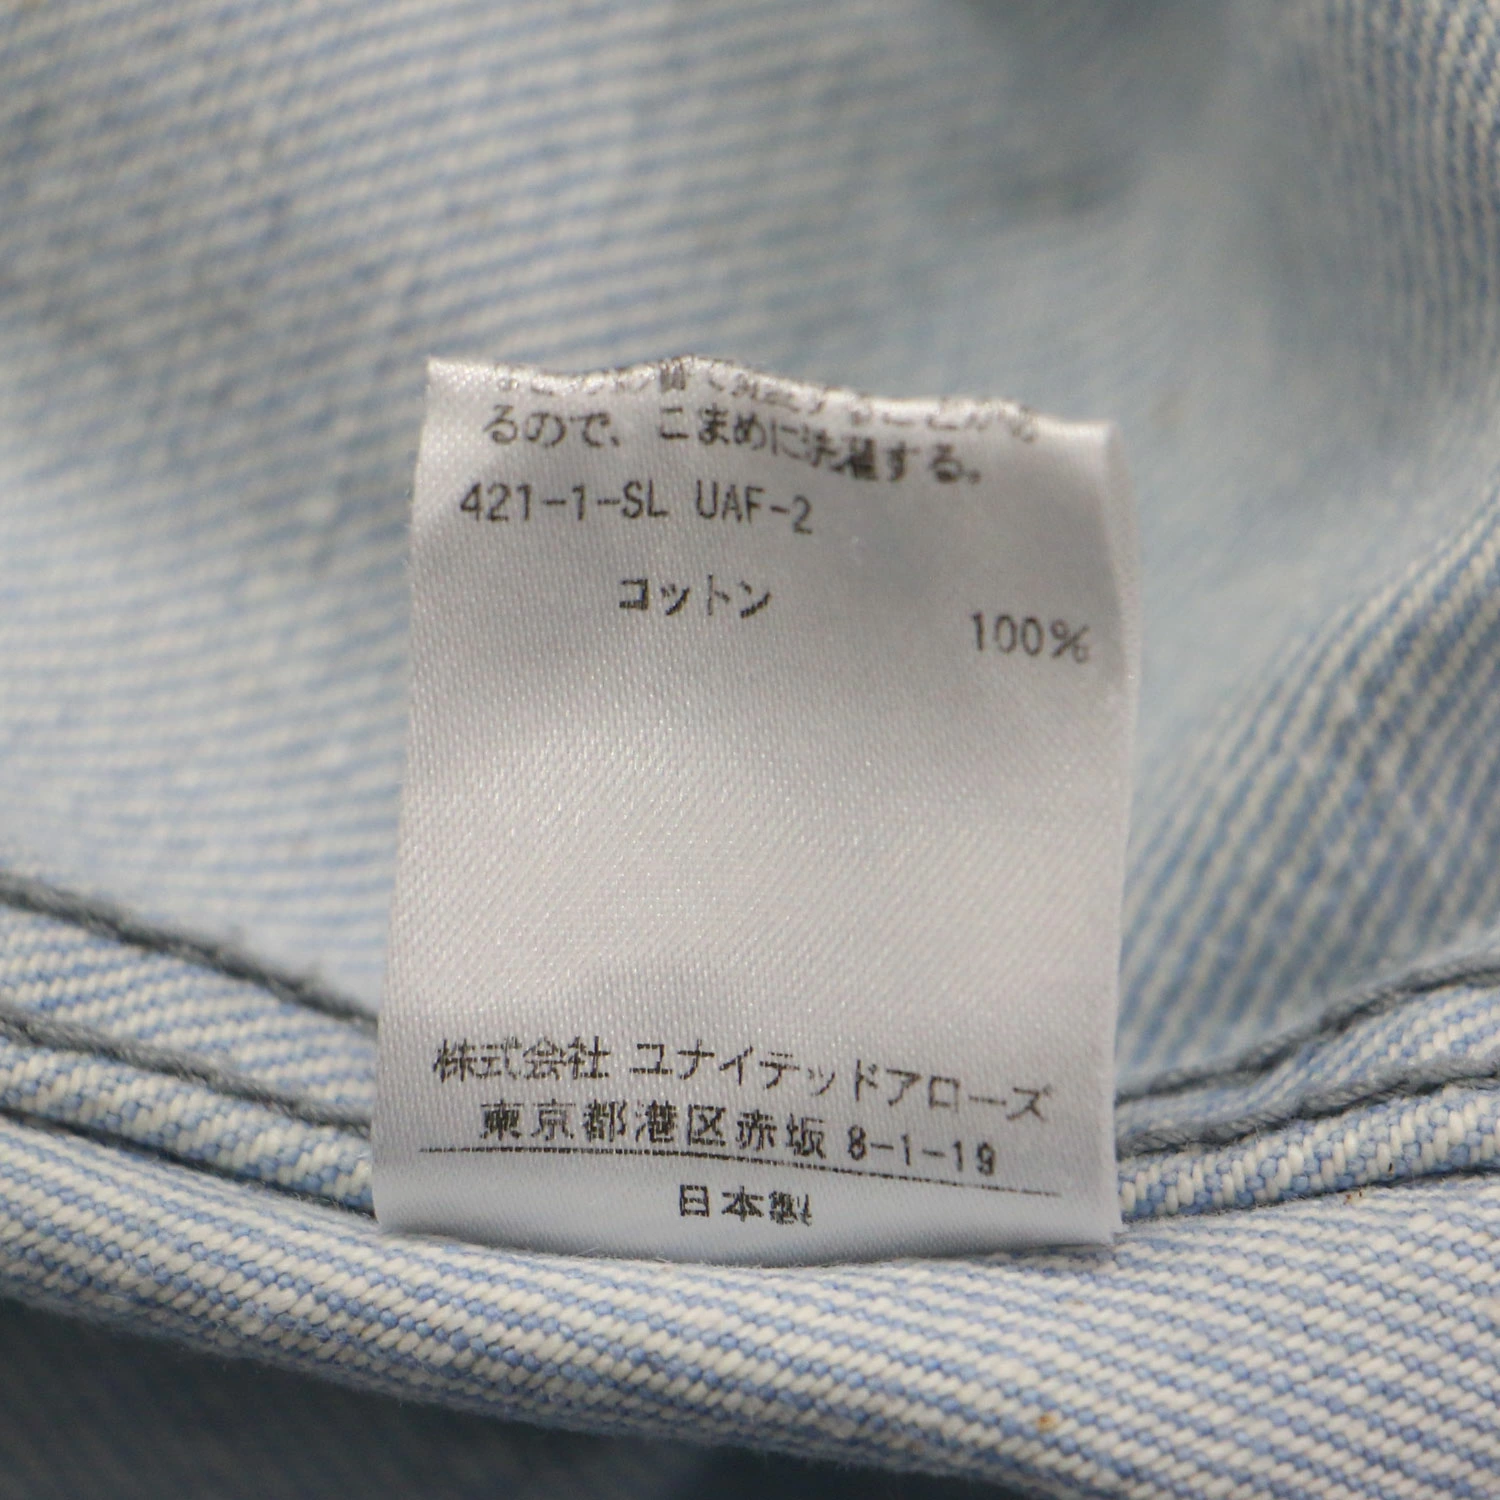 るので、こまめに洗濯する。
421-1-SL UAF-2
コットン 100%
株式会社 ユナイテッドアローズ
東京都港区赤坂 8-1-19
日本製